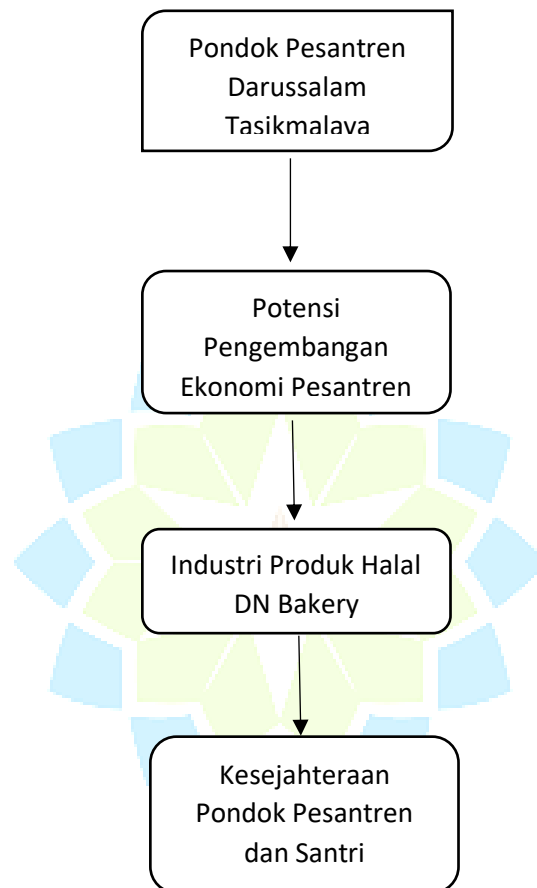 Pondok Pesantren
Darussalam
Tasikmalaya
Potensi
Pengembangan
Ekonomi Pesantren
Industri Produk Halal
DN Bakery
Kesejahteraan
Pondok Pesantren
dan Santri